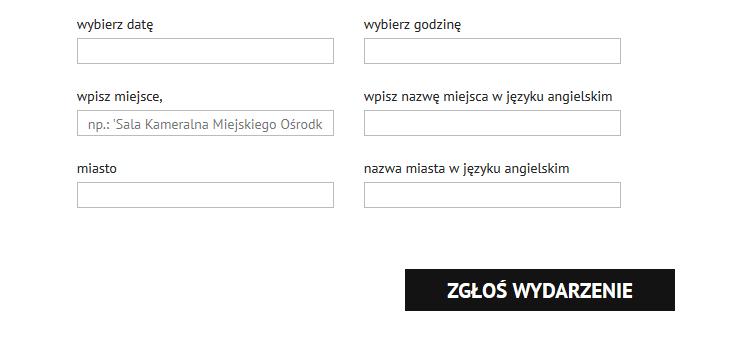 wybierz datę
wybierz godzinę
wpisz miejsce,
wpisz nazwę miejsca w języku angielskim
np.: 'Sala Kameralna Miejskiego Ośrodk
miasto
nazwa miasta w języku angielskim
ZGŁOŚ WYDARZENIE